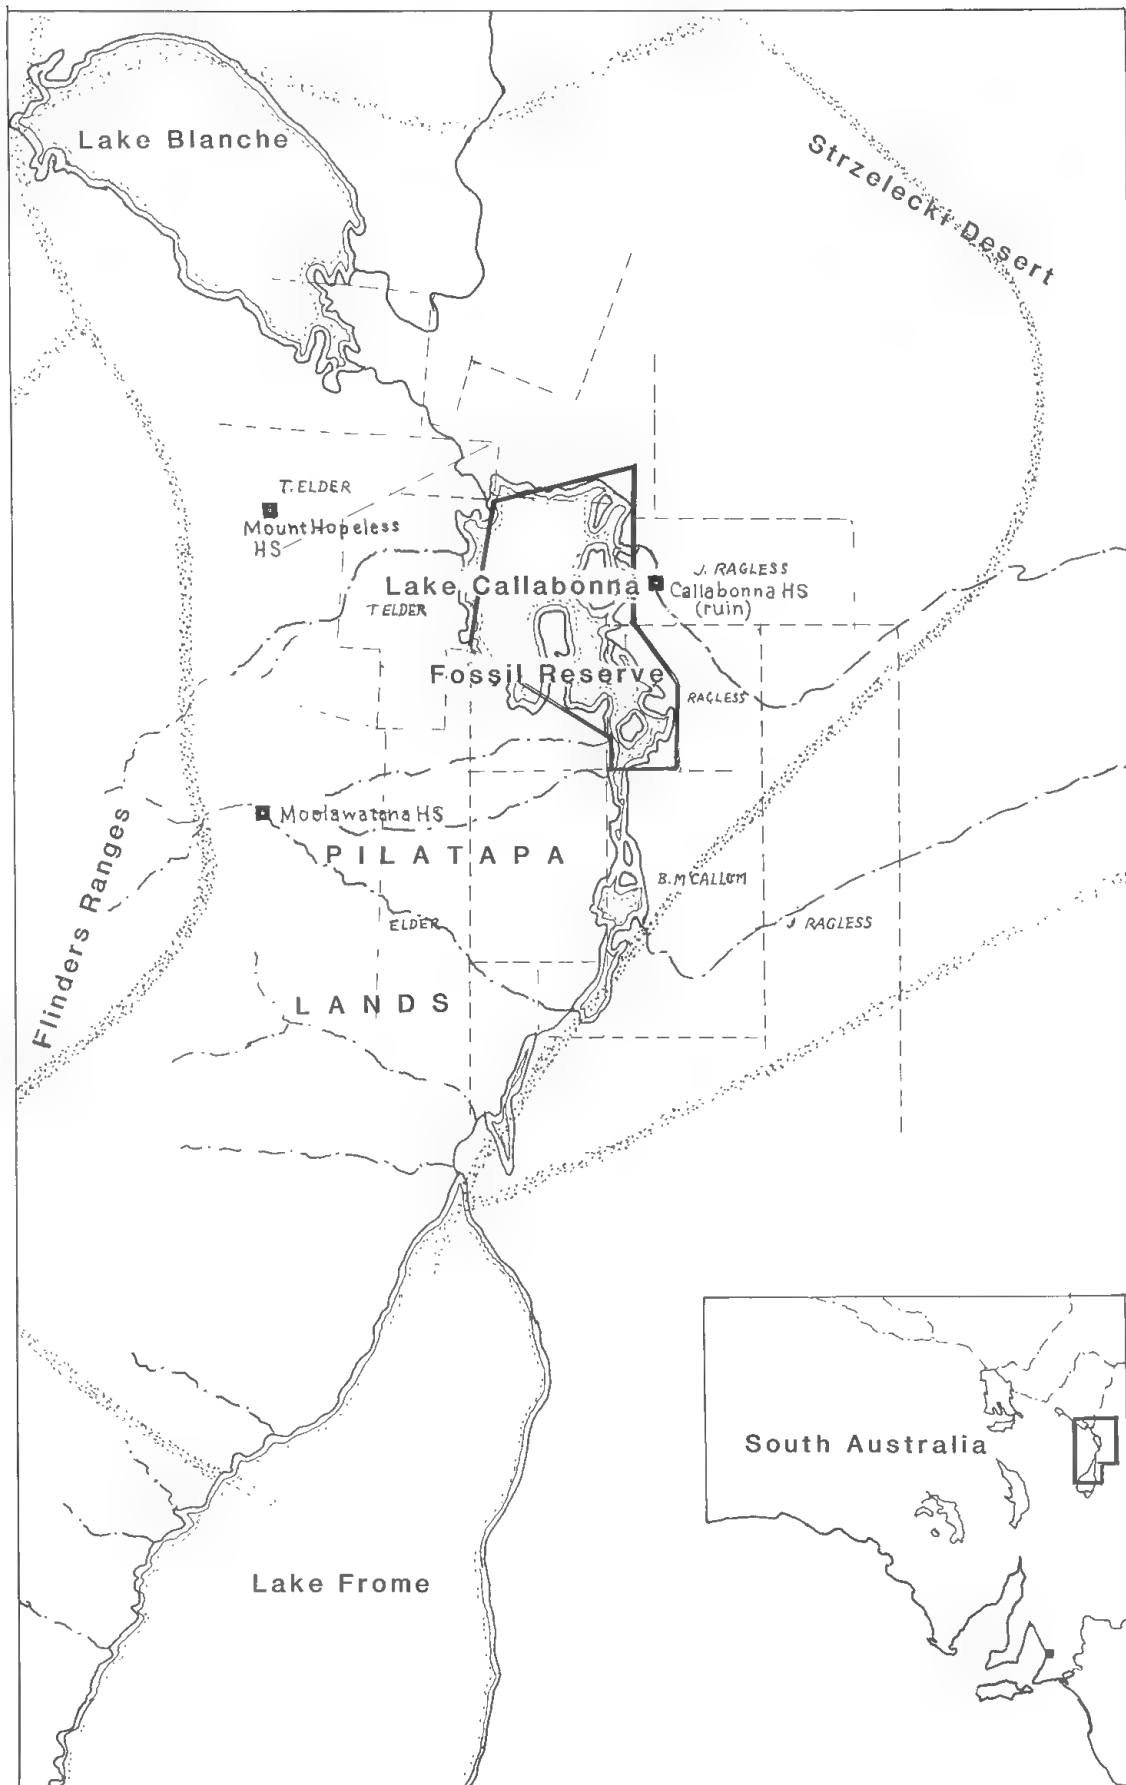 Lake Blanche
Strzelecki Desert
T. ELDER
Mount Hopeless
HS
Lake Callabonna
J. RAGLESS
Callabonna HS
(ruin)
T ELDER
Fossil Reserve
RAGLESS
Moolawatana HS
PILATAPA
B. McCALLUM
Flinders Ranges
ELDER
J RAGLESS
LANDS
South Australia
Lake Frome